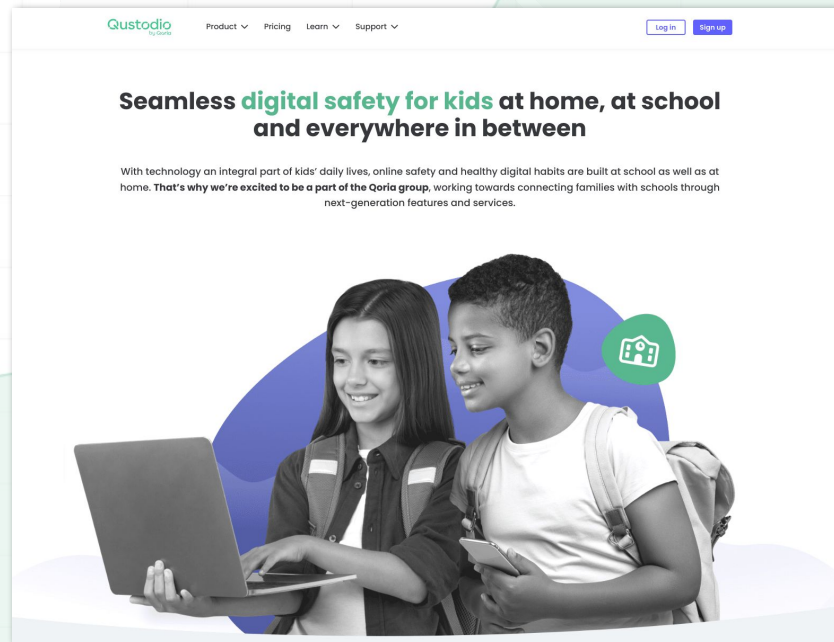 Qustodio
by Qoria
Product
Pricing
Learn
Support
Log in
Sign up
Seamless digital safety for kids at home, at school
and everywhere in between
With technology an integral part of kids' daily lives, online safety and healthy digital habits are built at school as well as at
home. That's why we're excited to be a part of the Qoria group, working towards connecting families with schools through
next-generation features and services.